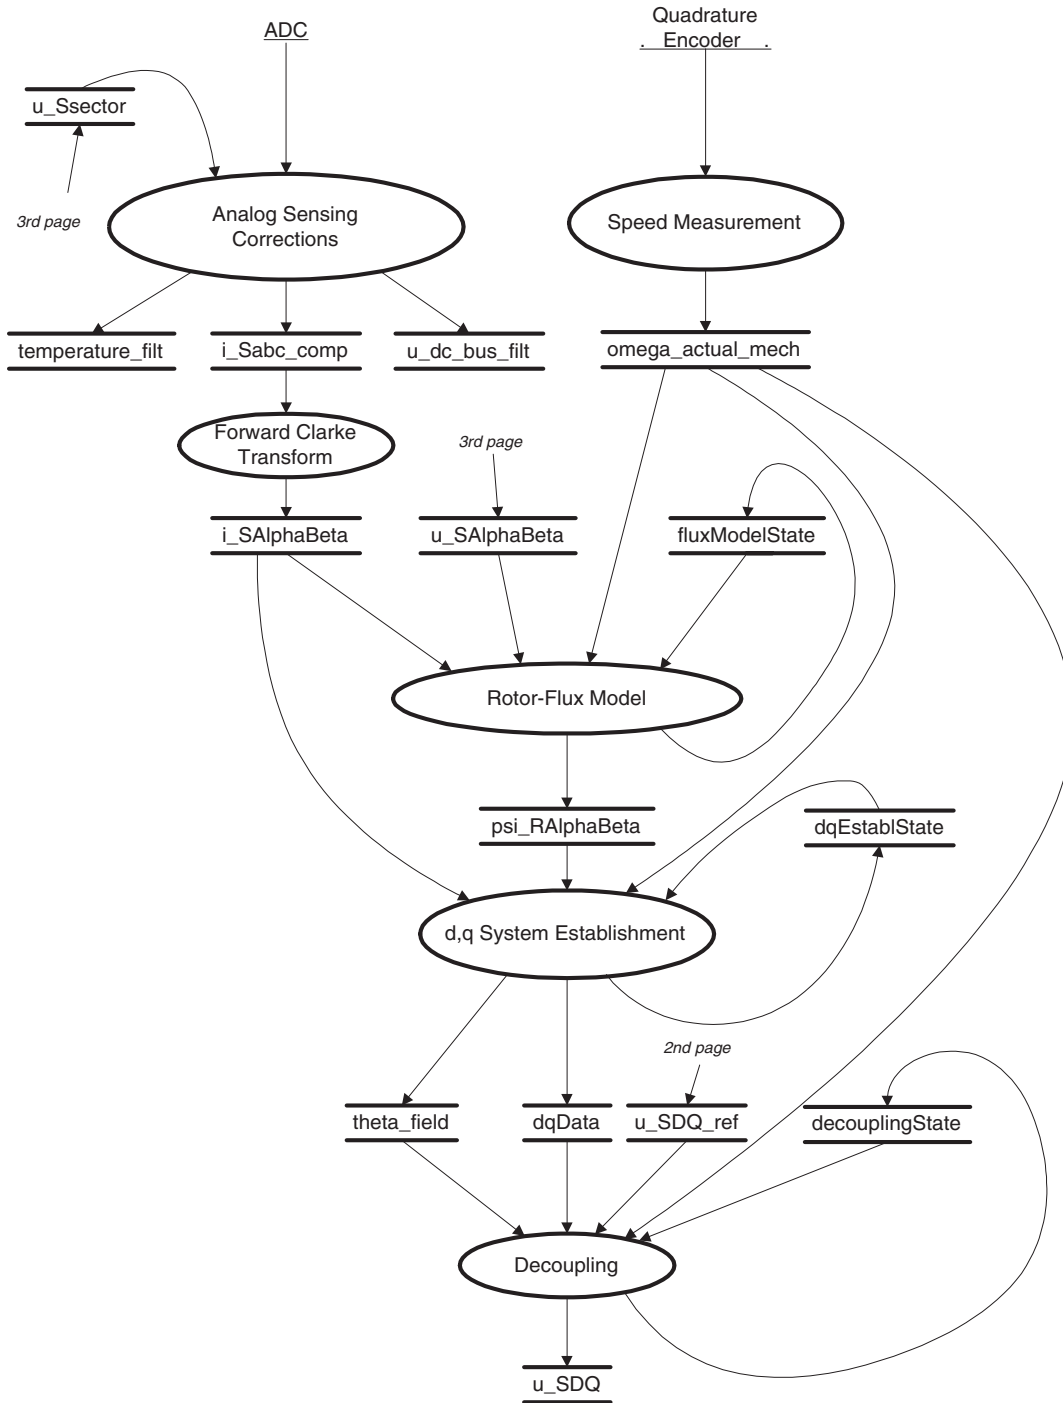 ADC
Quadrature
. Encoder .
u_Ssector
3rd page
Analog Sensing
Corrections
Speed Measurement
temperature_filt
i_Sabc_comp
u_dc_bus_filt
omega_actual_mech
Forward Clarke
Transform
3rd page
i_SAlphaBeta
u_SAlphaBeta
fluxModelState
Rotor-Flux Model
psi_RAlphaBeta
dqEstablState
d,q System Establishment
2nd page
theta_field
dqData
u_SDQ_ref
decouplingState
Decoupling
u_SDQ